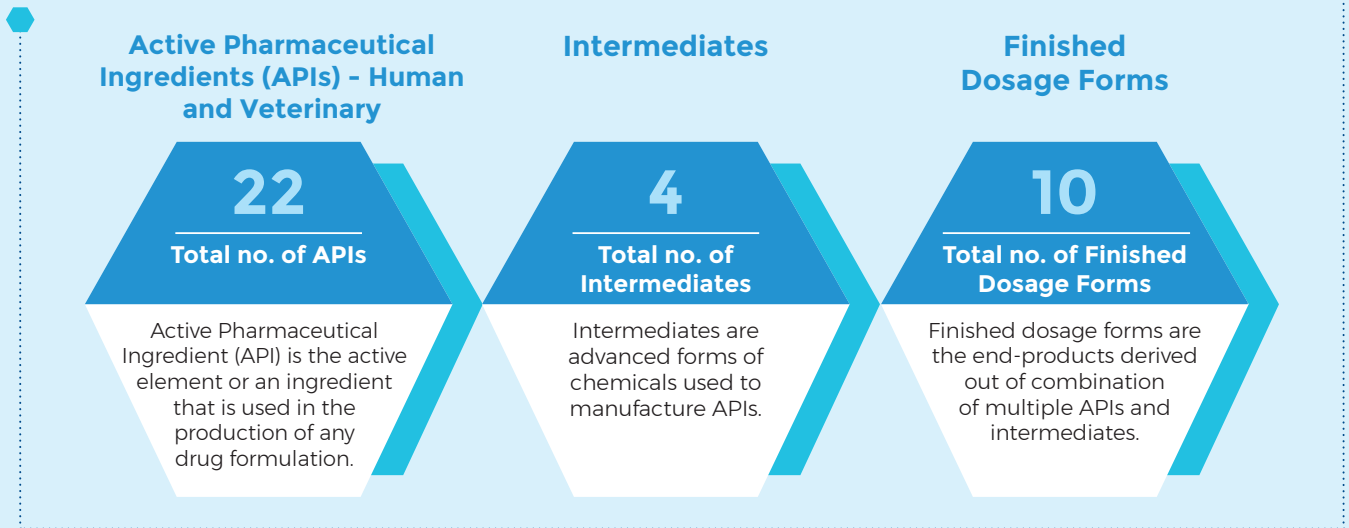 Active Pharmaceutical
Ingredients (APIs) - Human
and Veterinary
22
Total no. of APIs
Active Pharmaceutical
Ingredient (API) is the active
element or an ingredient
that is used in the
production of any
drug formulation.
Intermediates
4
Total no. of
Intermediates
Intermediates are
advanced forms of
chemicals used to
manufacture APIs.
Finished
Dosage Forms
10
Total no. of Finished
Dosage Forms
Finished dosage forms are
the end-products derived
out of combination
of multiple APIs and
intermediates.